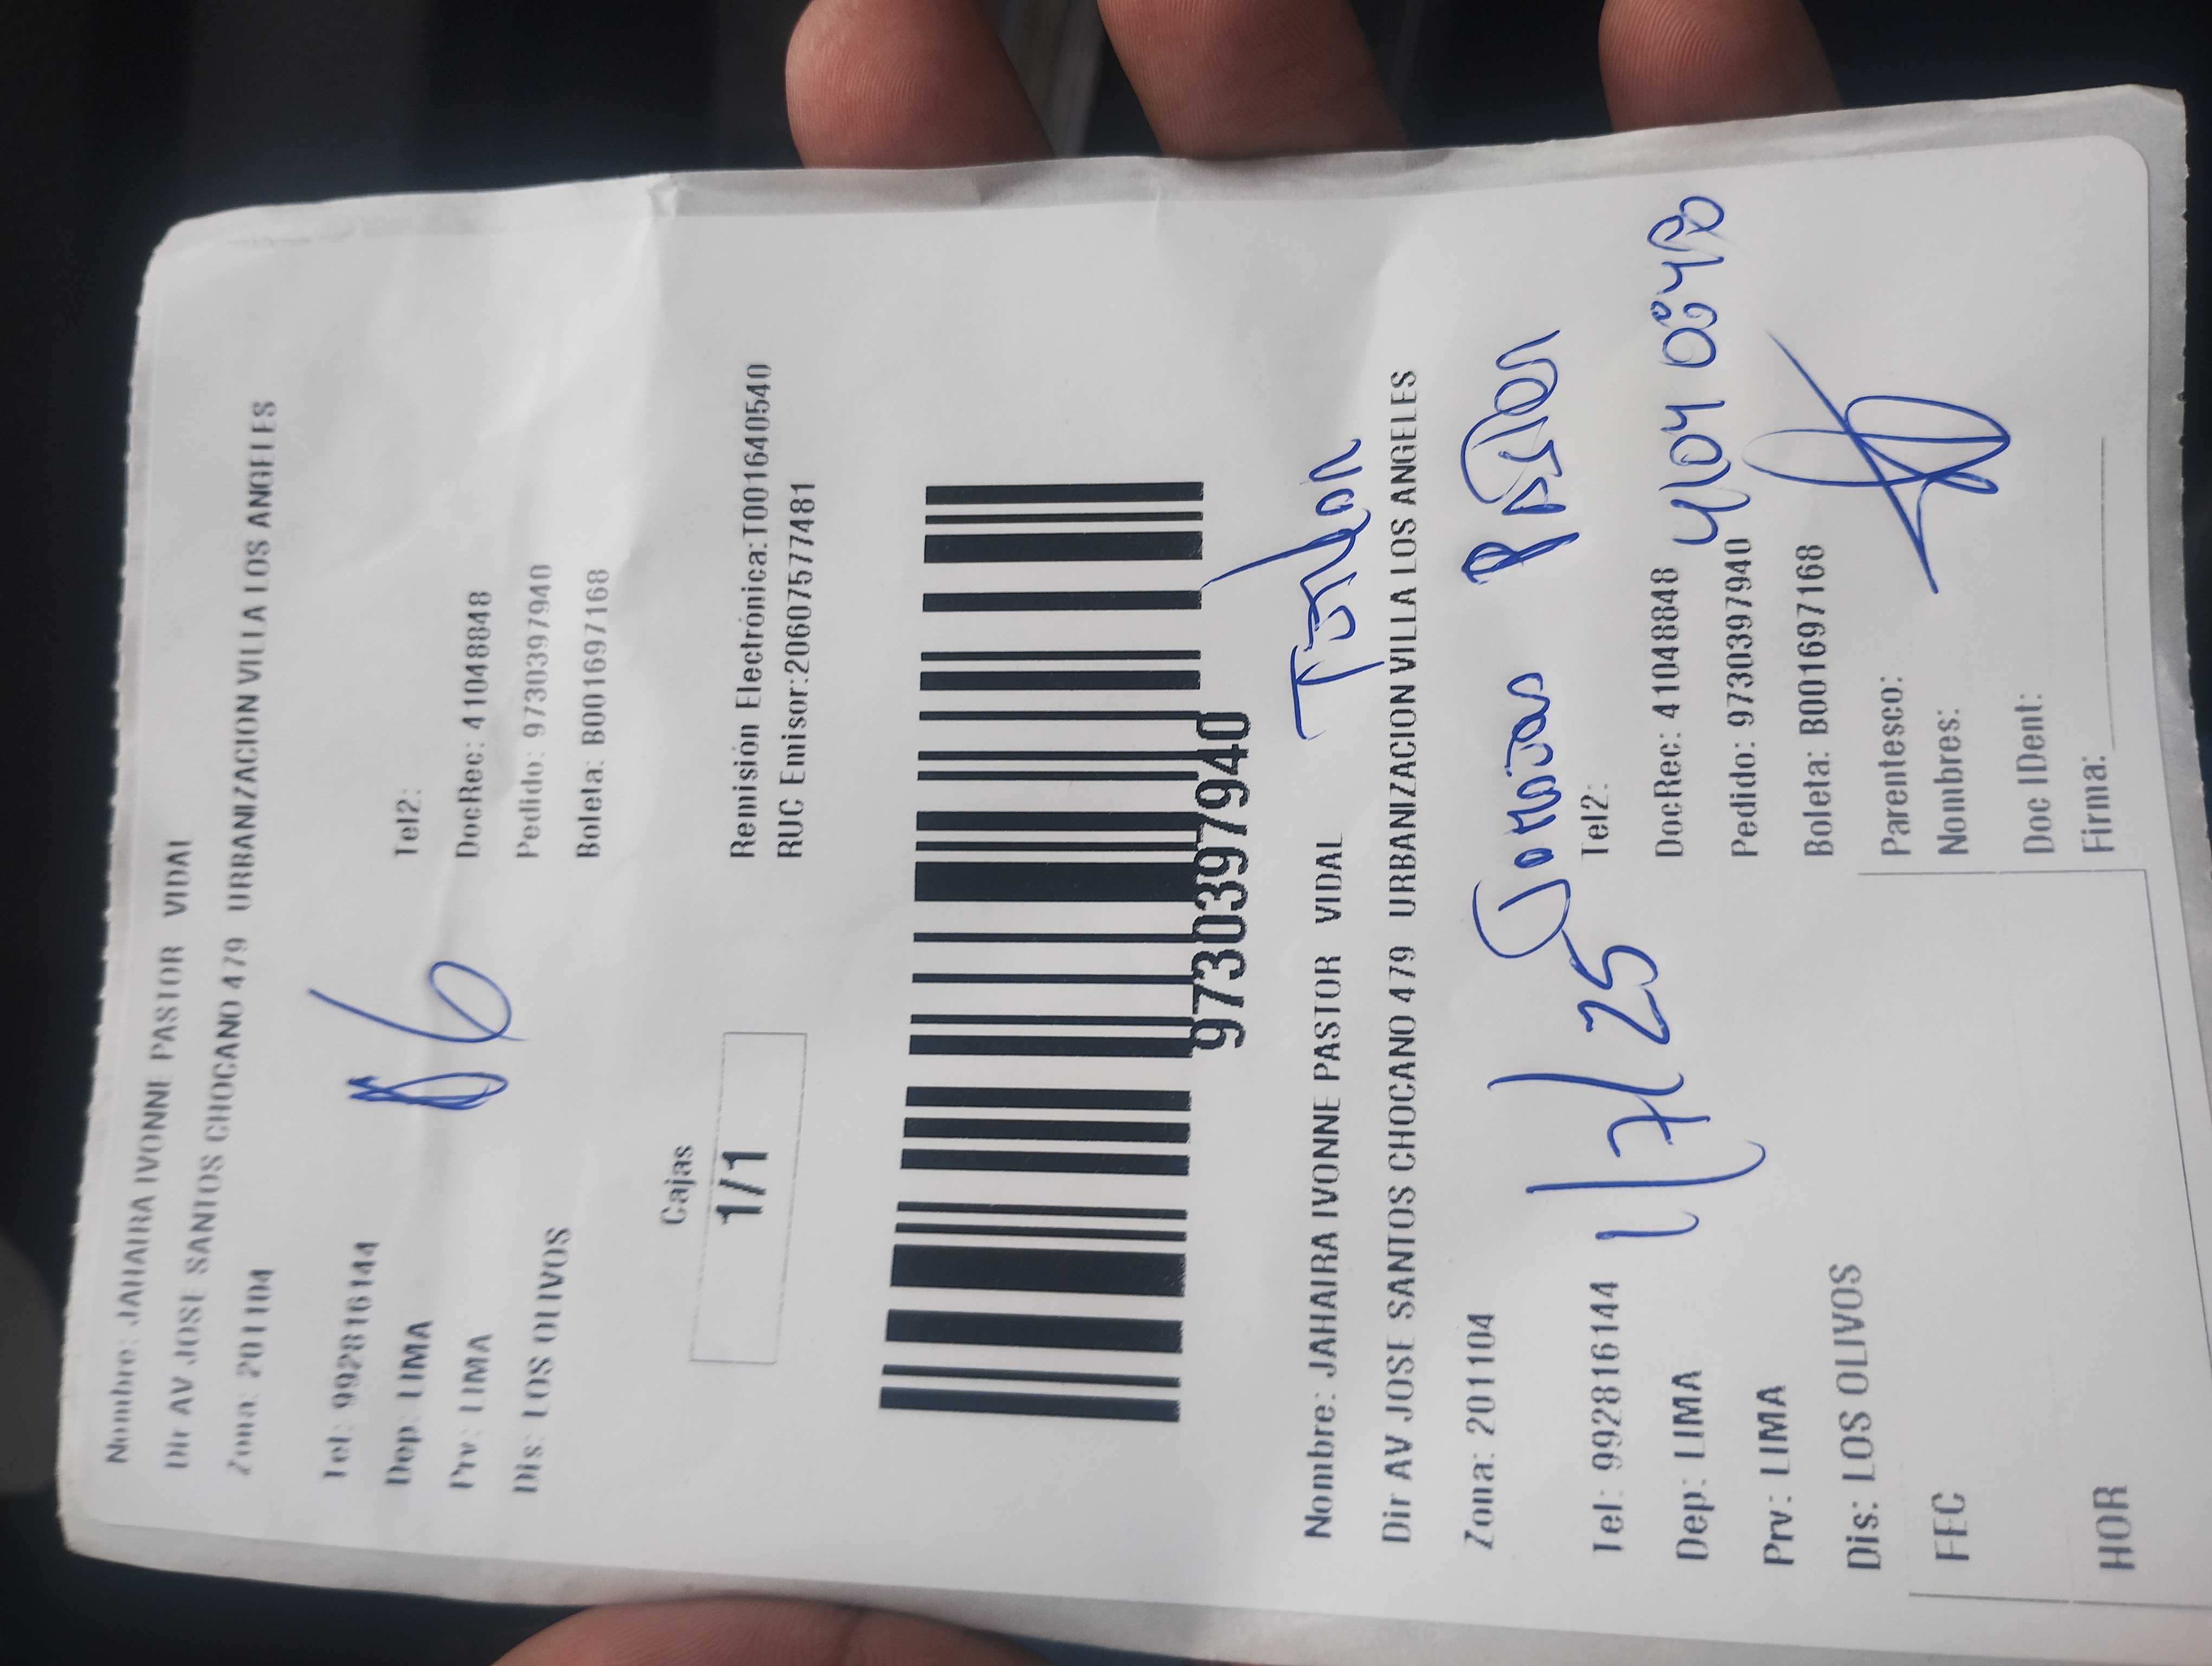 Nombre: JAHAIRA IVONNE PASTOR VIDAL
Dir AV JOSE SANTOS CHOCANO 479 URBANIZACION VILLA LOS ANGELES
Zona: 201104
Tel: 992816144 Tel2:
Dep: LIMA DocRec: 41048848
Prv: LIMA Pedido: 9730397940
Dis: LOS OLIVOS Boleta: B001697168
Cajas
1/1
Remisión Electrónica:T001640540
RUC Emisor:20607577481
9730397940
Nombre: JAHAIRA IVONNE PASTOR VIDAL
Dir AV JOSE SANTOS CHOCANO 479 URBANIZACION VILLA LOS ANGELES
Zona: 201104
Tel: 992816144 Tel2:
1/7/25
Dep: LIMA DocRec: 41048848
Prv: LIMA Pedido: 9730397940
Dis: LOS OLIVOS Boleta: B001697168
Parentesco:
FEC Nombres:
Doc IDent:
HOR Firma: